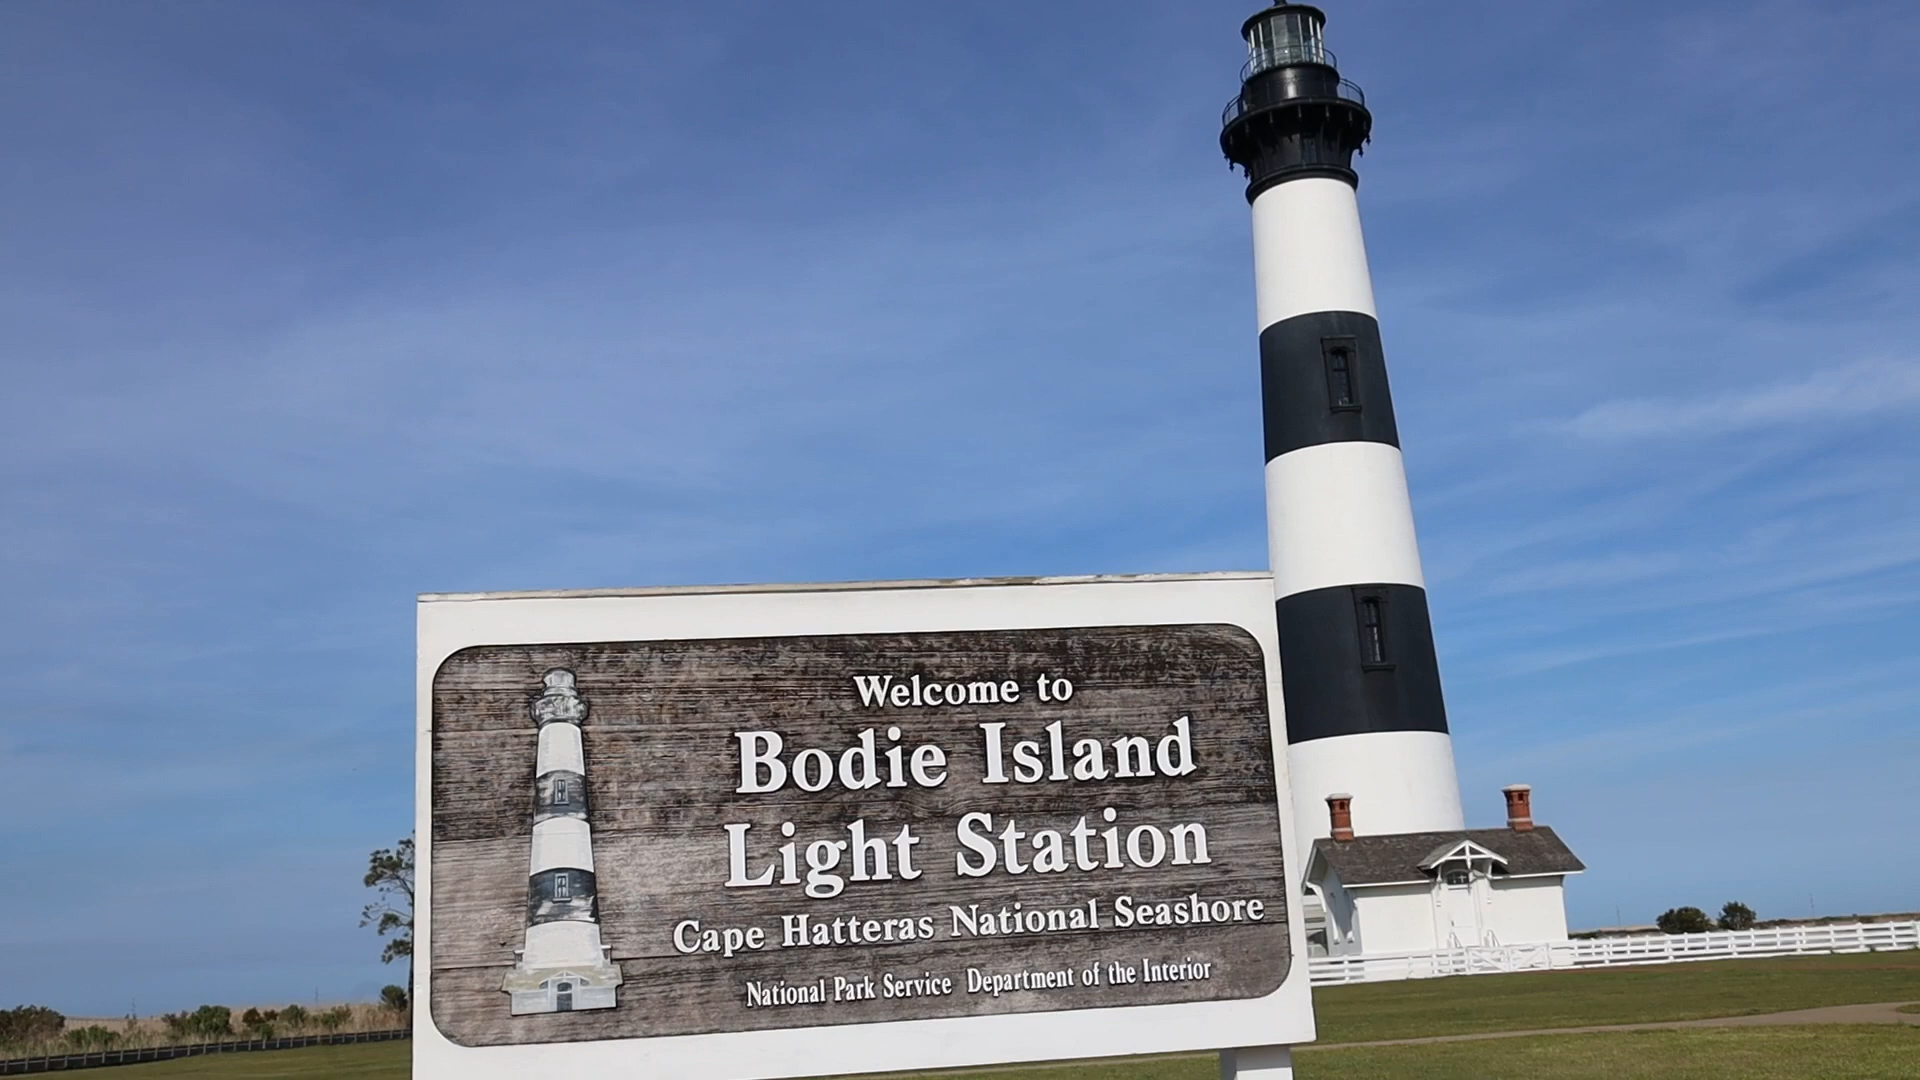 Welcome to
Bodie Island
Light Station
Cape Hatteras National Seashore
National Park Service Department of the Interior